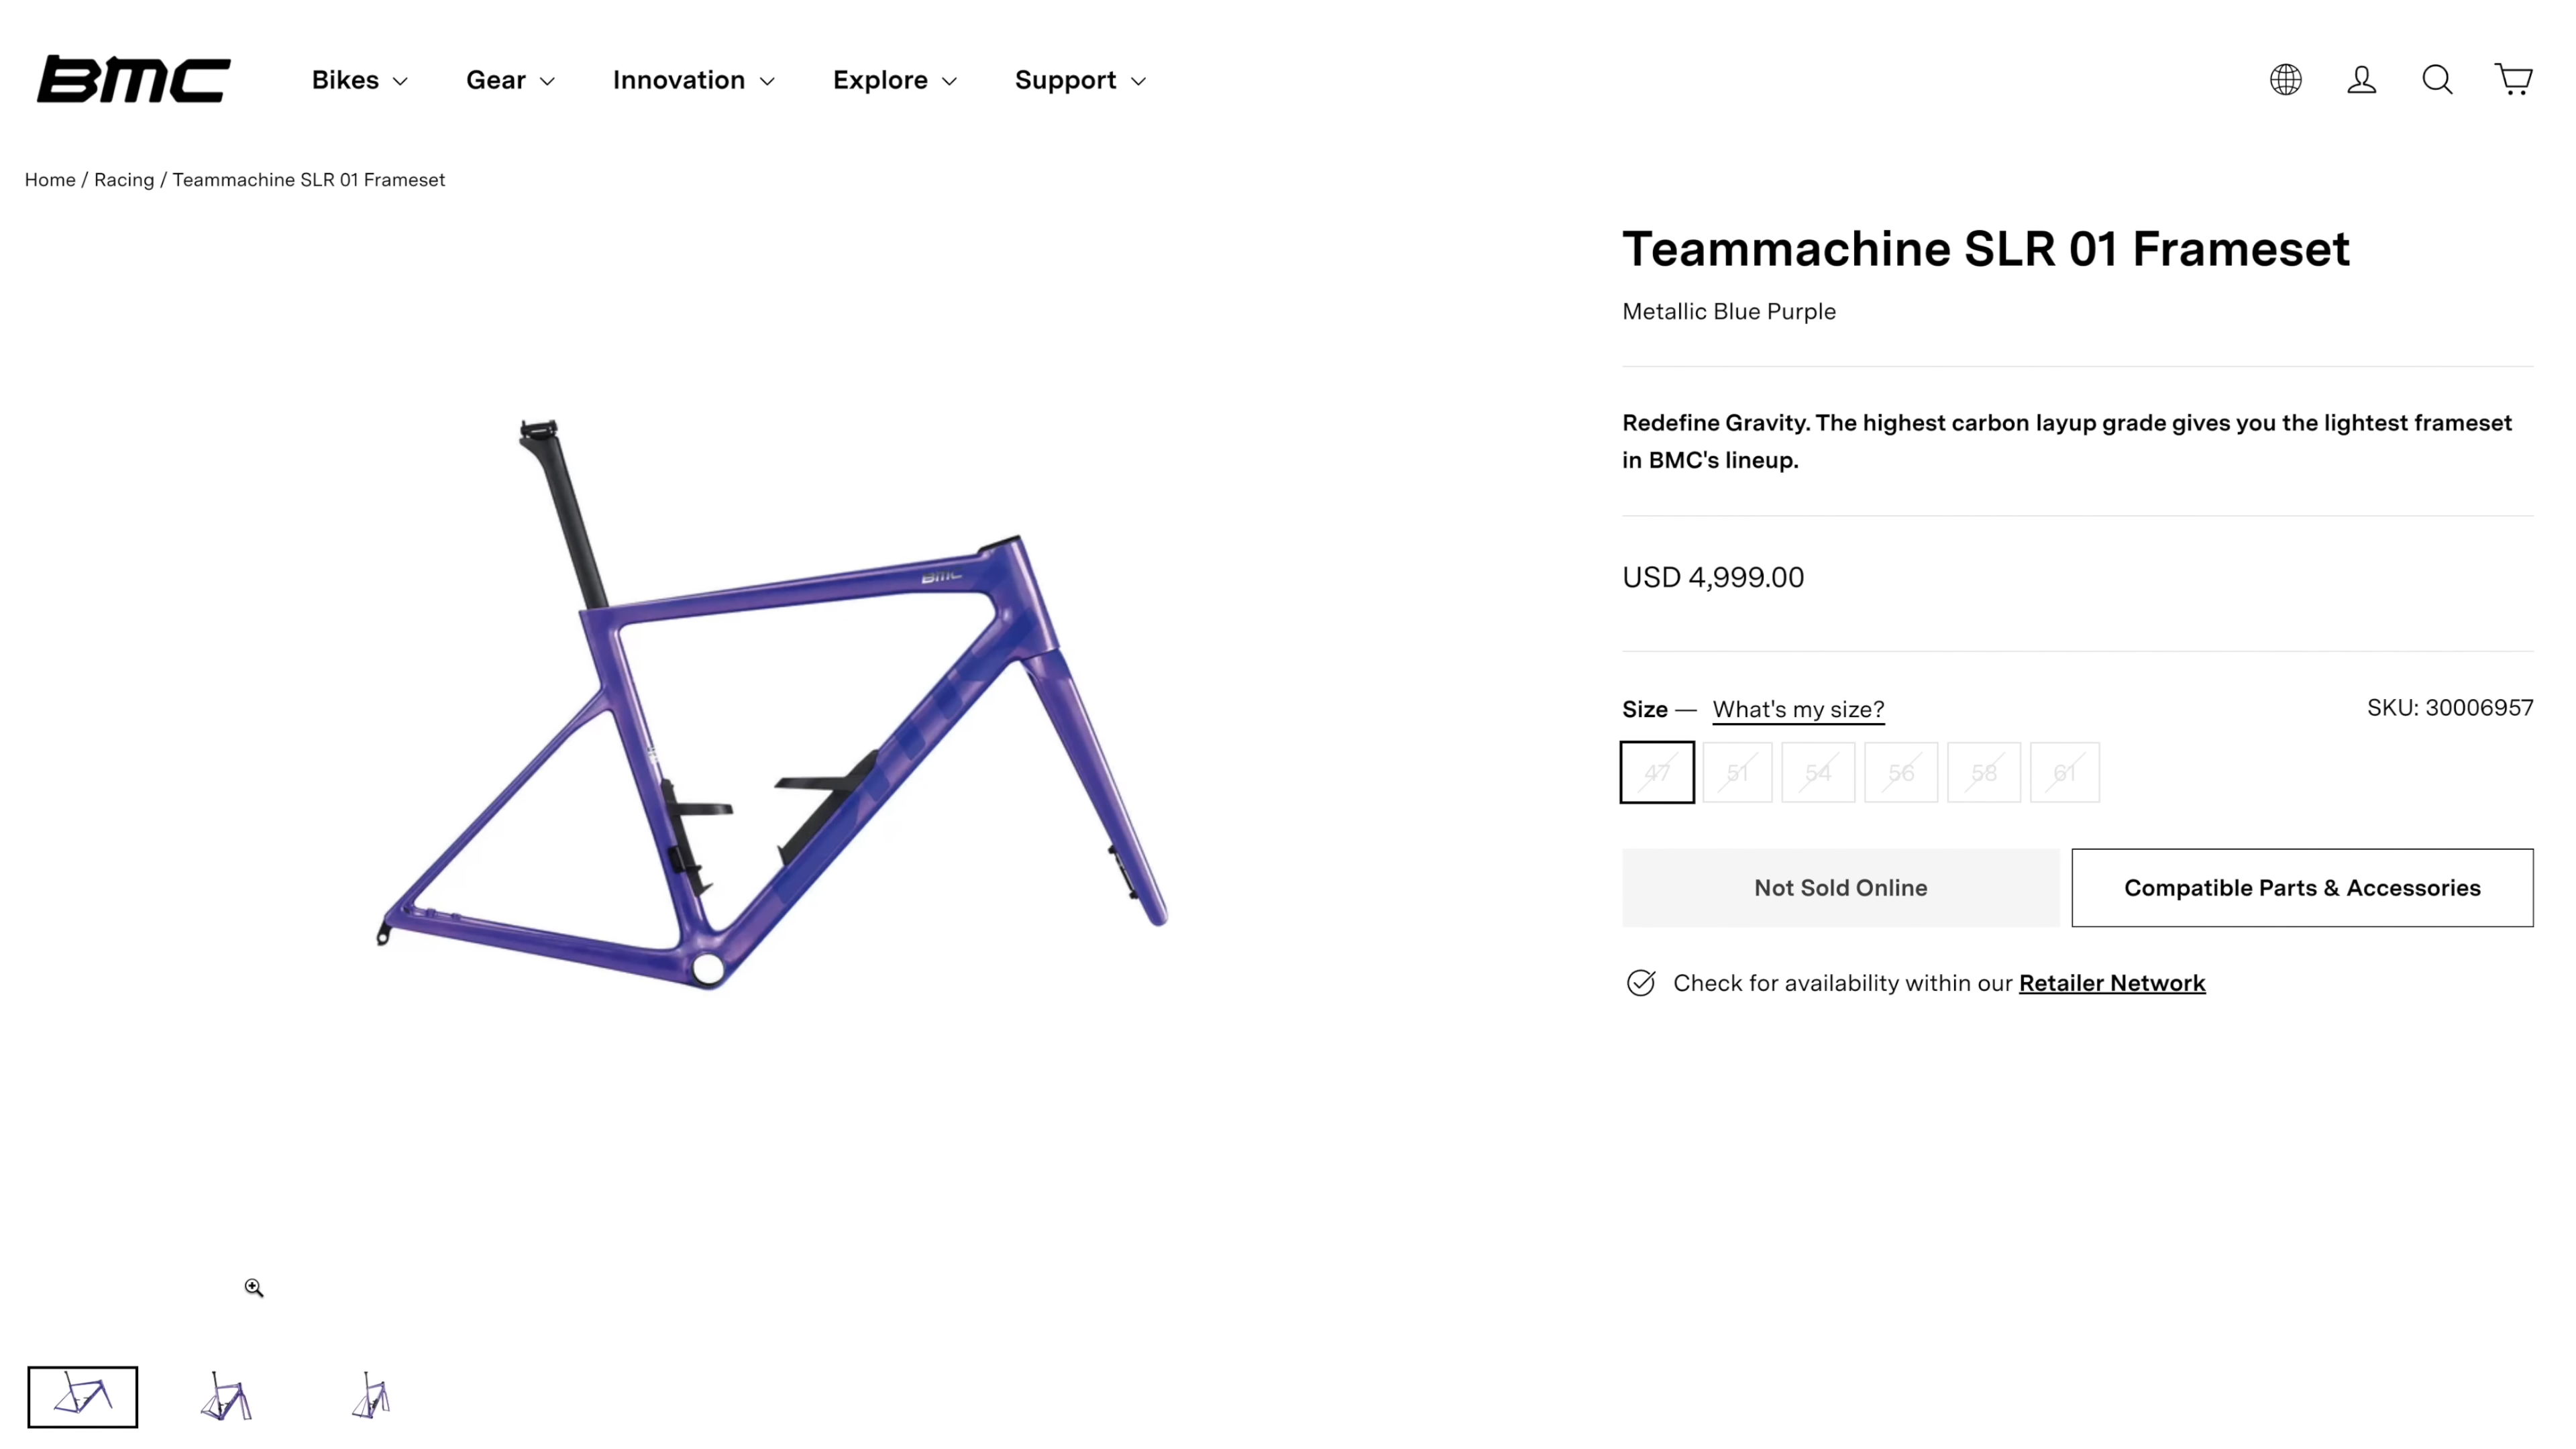 BMC
Bikes
Gear
Innovation
Explore
Support
Home / Racing / Teammachine SLR 01 Frameset
BMC
Teammachine SLR 01 Frameset
Metallic Blue Purple
Redefine Gravity. The highest carbon layup grade gives you the lightest frameset
in BMC's lineup.
USD 4,999.00
Size — What's my size?
SKU: 30006957
47 51 54 56 58 61
Not Sold Online
Compatible Parts & Accessories
Check for availability within our Retailer Network